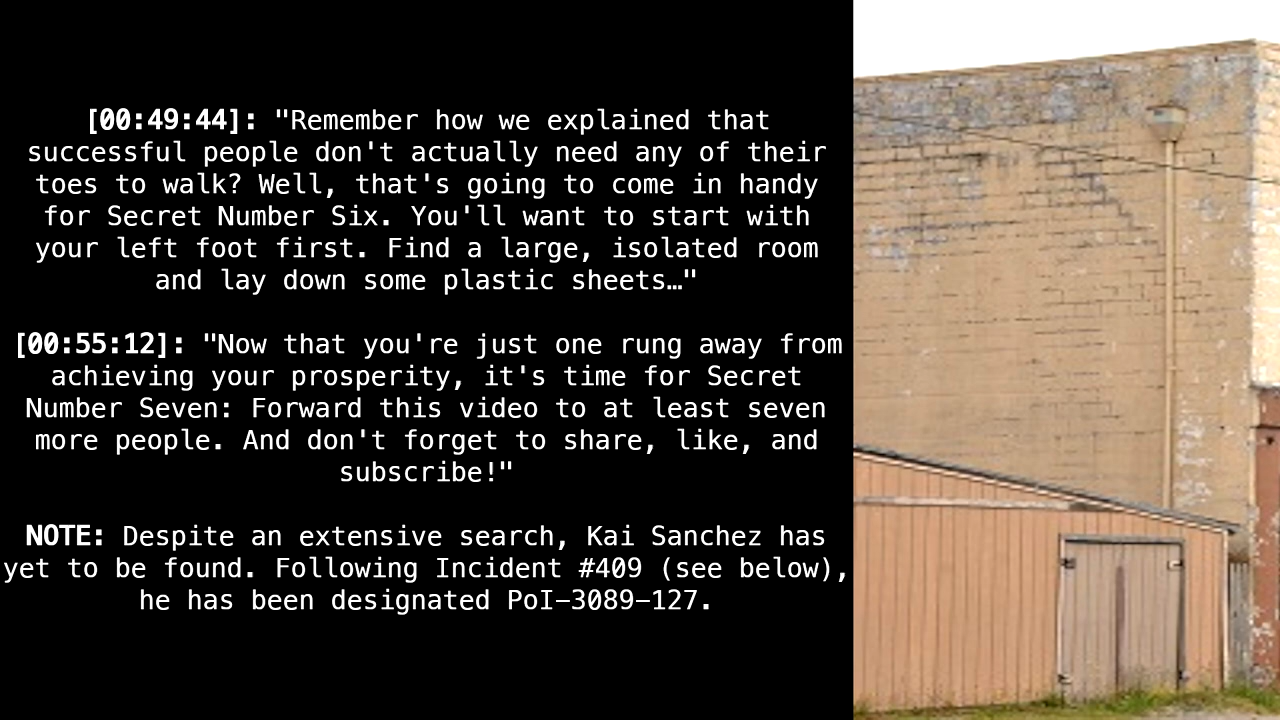 [00:49:44]: "Remember how we explained that
successful people don't actually need any of their
toes to walk? Well, that's going to come in handy
for Secret Number Six. You'll want to start with
your left foot first. Find a large, isolated room
and lay down some plastic sheets…"
[00:55:12]: "Now that you're just one rung away from
achieving your prosperity, it's time for Secret
Number Seven: Forward this video to at least seven
more people. And don't forget to share, like, and
subscribe!"
NOTE: Despite an extensive search, Kai Sanchez has
yet to be found. Following Incident #409 (see below),
he has been designated PoI–3089–127.